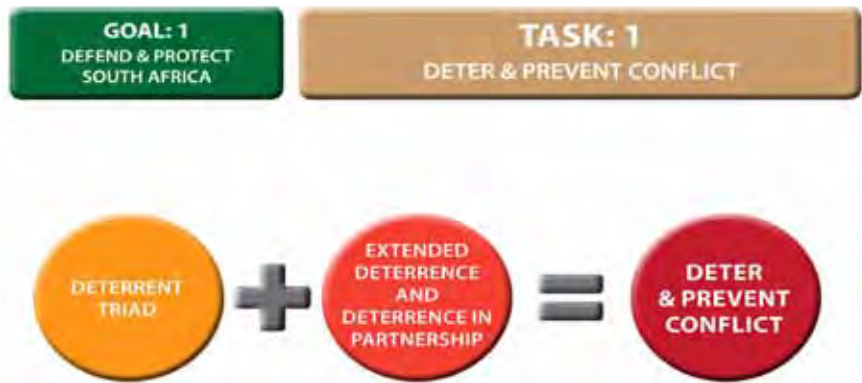 GOAL: 1
DEFEND & PROTECT
SOUTH AFRICA
TASK: 1
DETER & PREVENT CONFLICT
DETERRENT
TRIAD
+
EXTENDED
DETERRENCE
AND
DETERRENCE IN
PARTNERSHIP
=
DETER
& PREVENT
CONFLICT